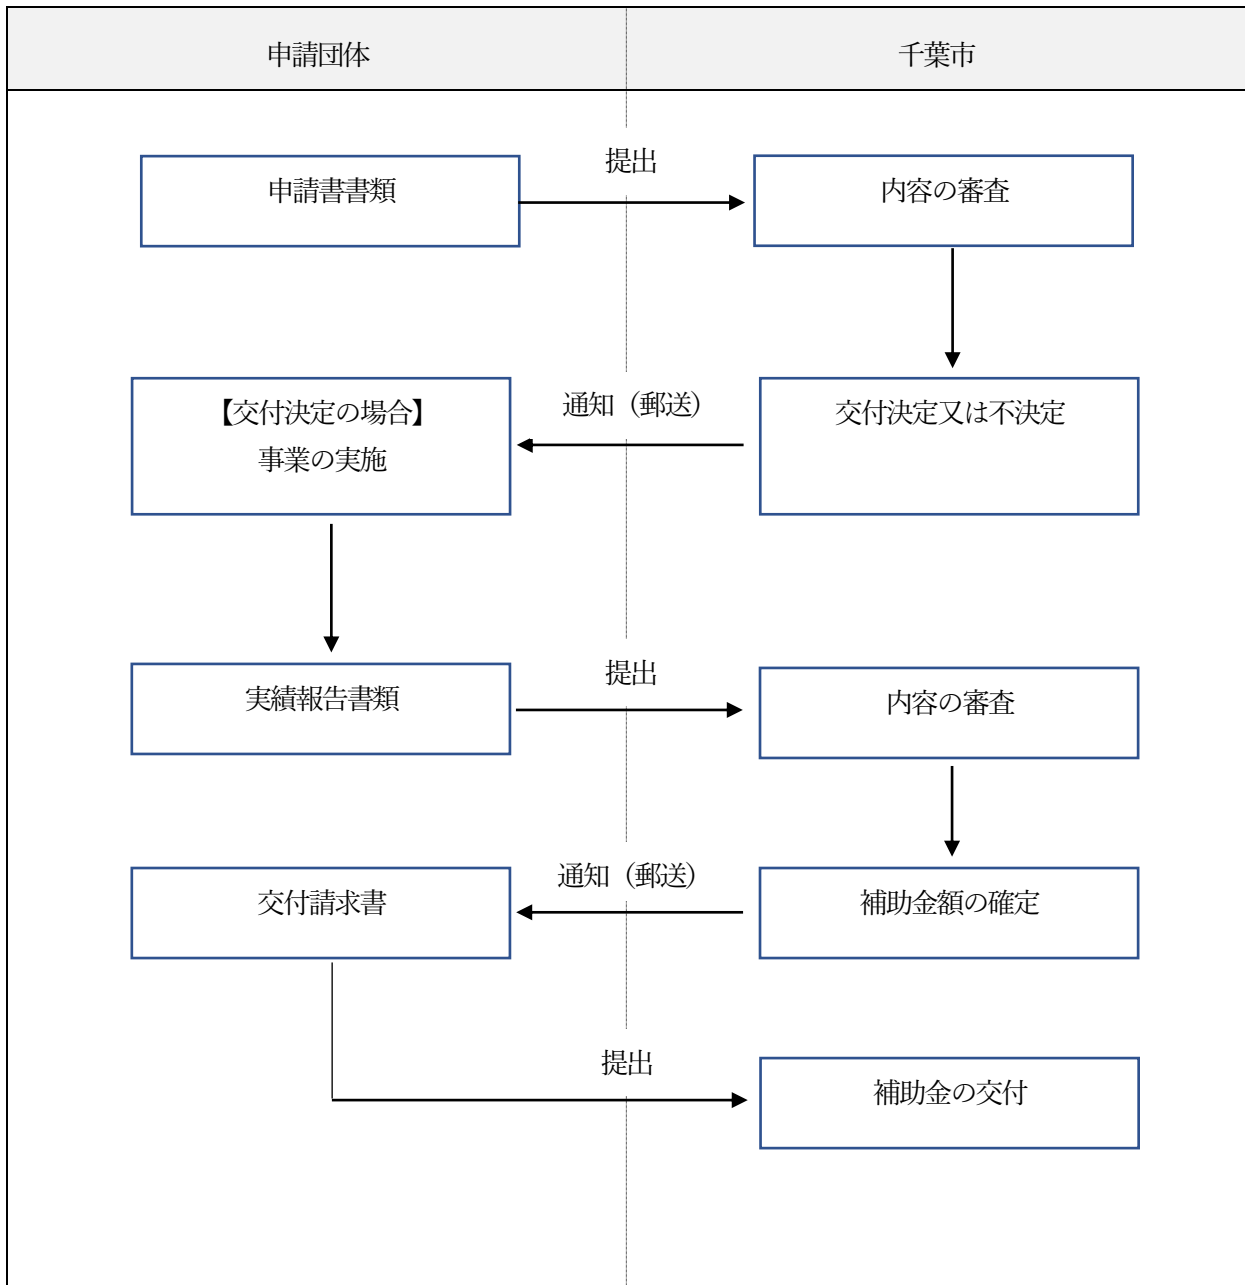 申請団体
千葉市
申請書書類
提出
内容の審査
【交付決定の場合】
事業の実施
通知（郵送）
交付決定又は不決定
実績報告書類
提出
内容の審査
交付請求書
通知（郵送）
補助金額の確定
提出
補助金の交付